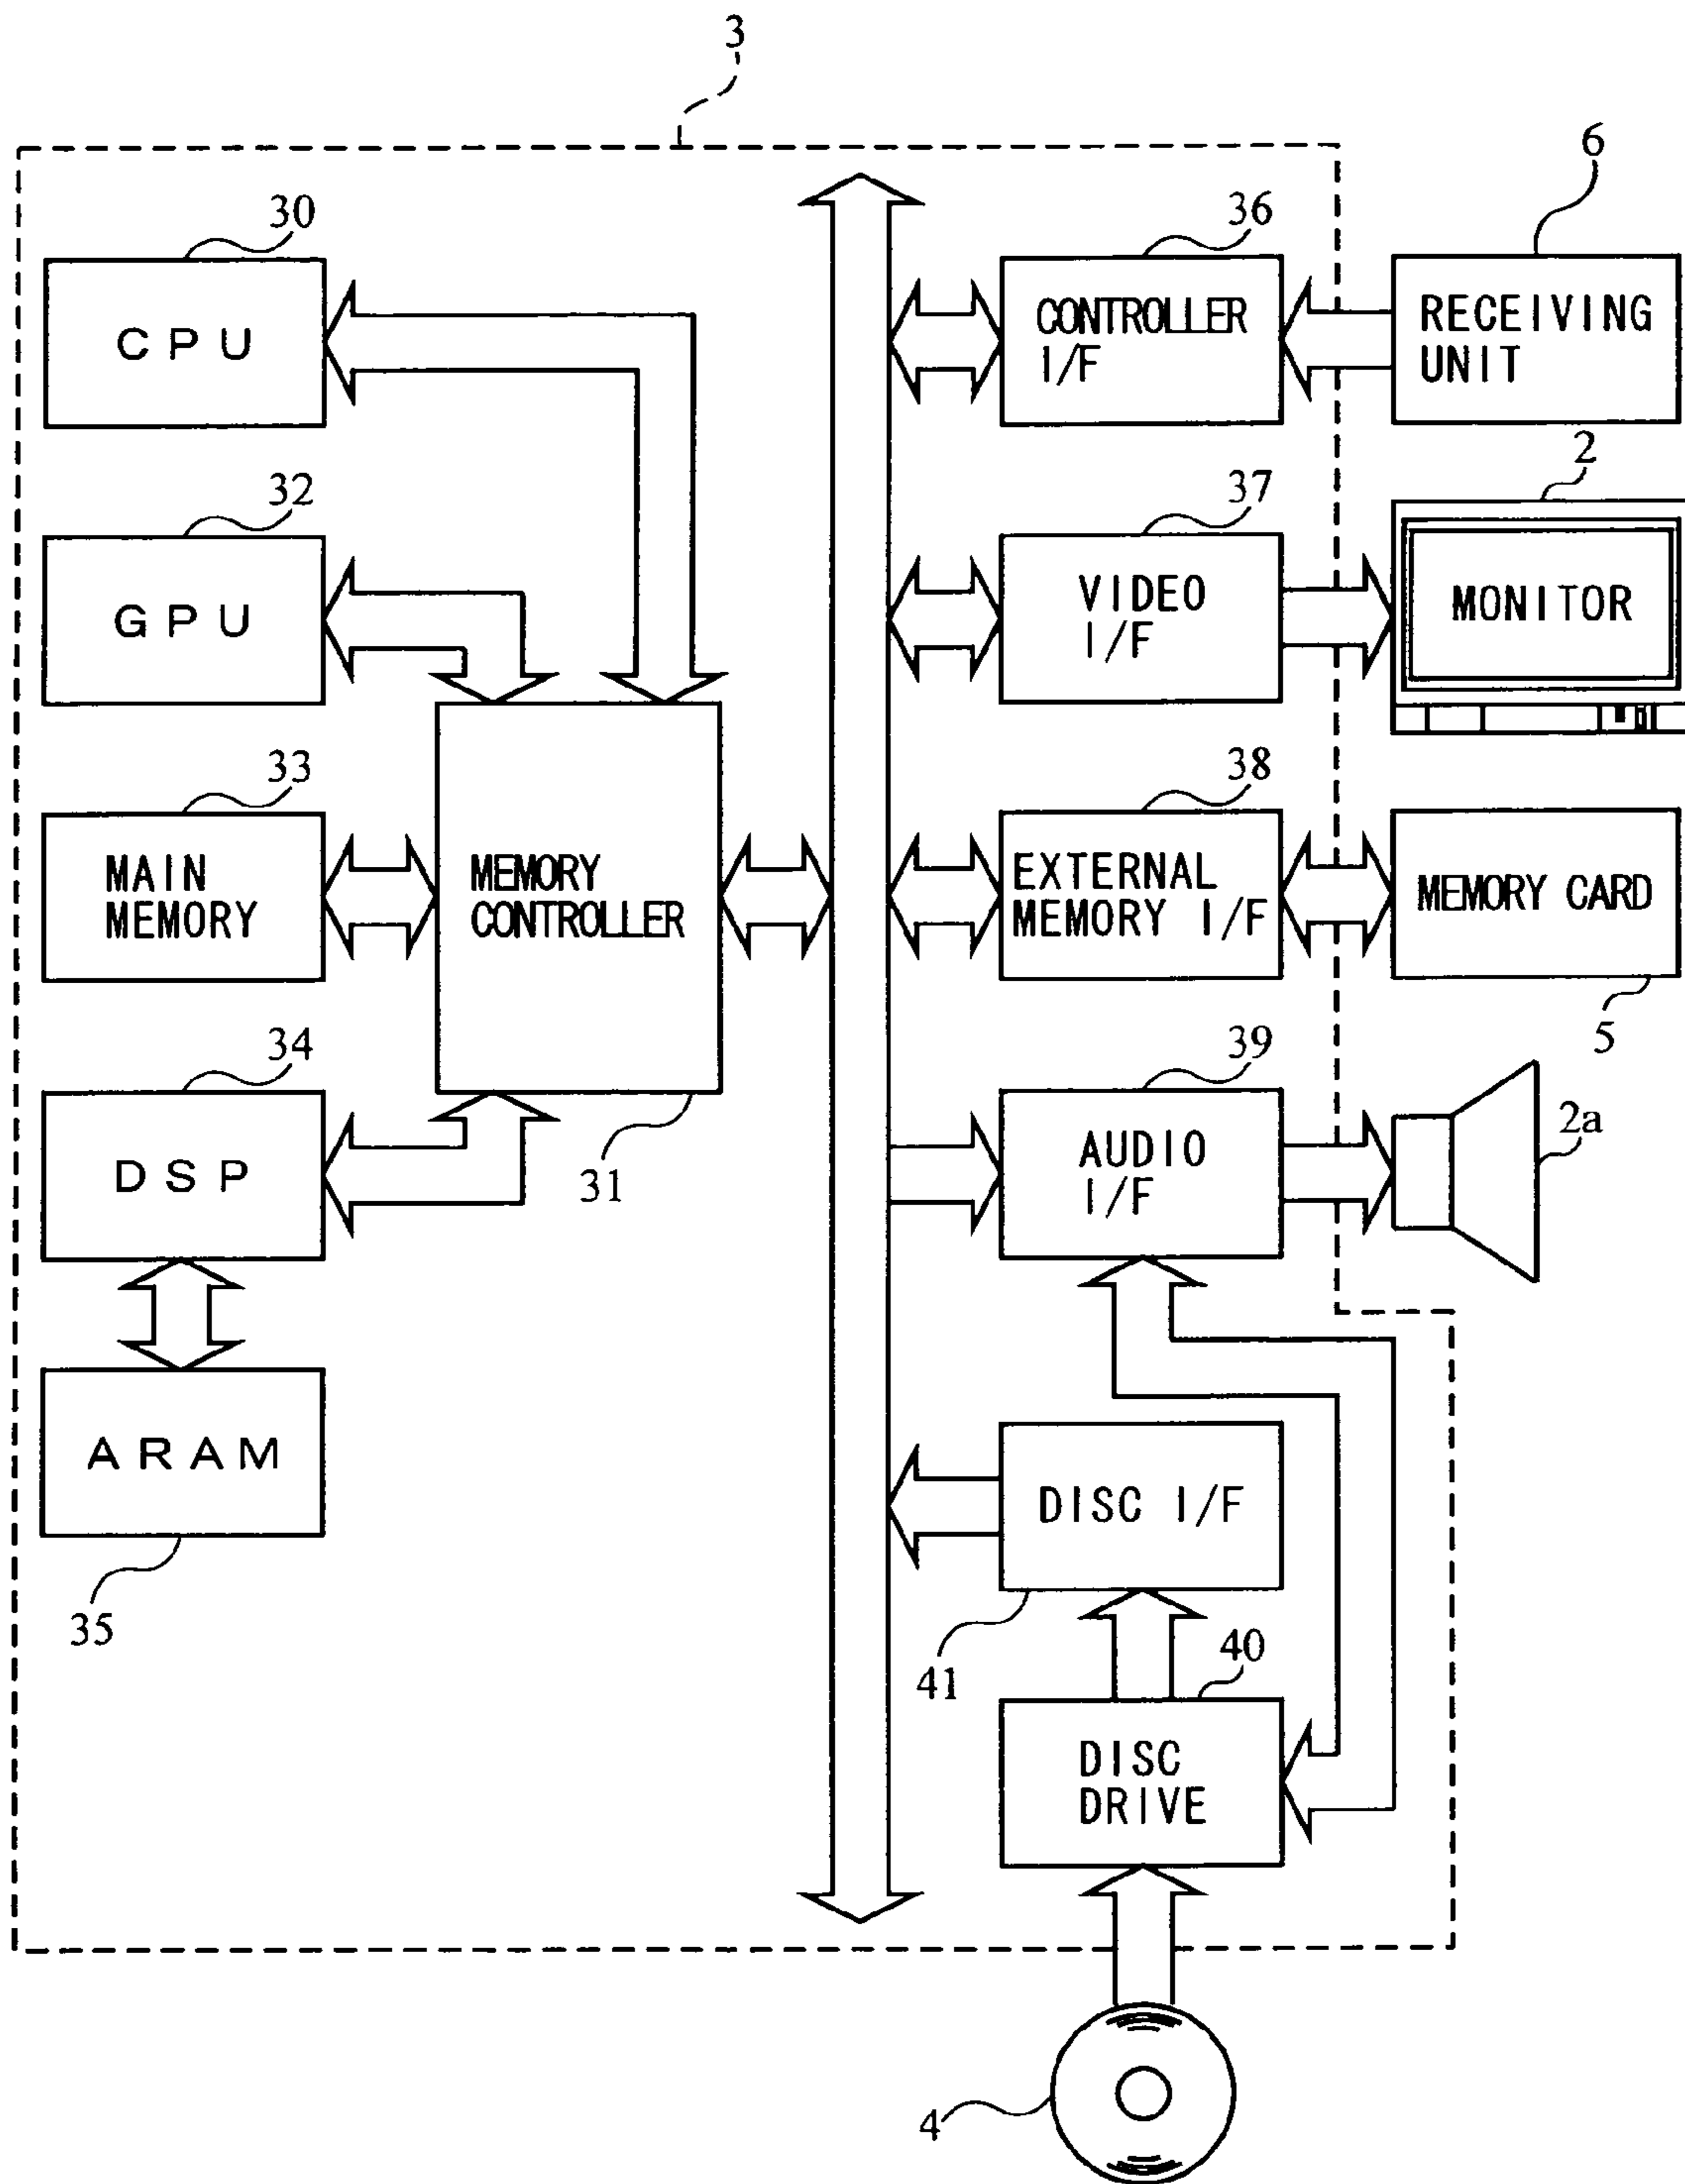 3
6
30
36
CPU
CONTROLLER
I/F
RECEIVING
UNIT
2
32
37
GPU
VIDEO
I/F
MONITOR
33
38
MAIN
MEMORY
MEMORY
CONTROLLER
EXTERNAL
MEMORY I/F
MEMORY CARD
5
34
39
2a
DSP
31
AUDIO
I/F
ARAM
DISC I/F
35
41
40
DISC
DRIVE
4